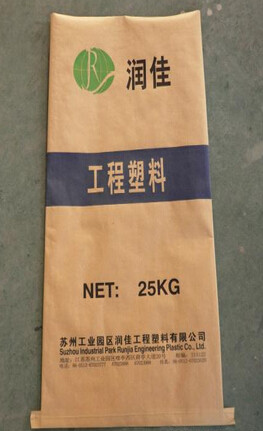 润佳
工程塑料
NET: 25KG
苏州工业园区润佳工程塑料有限公司
Suzhou Industrial Park Runjia Engineering Plastic Co., Ltd.